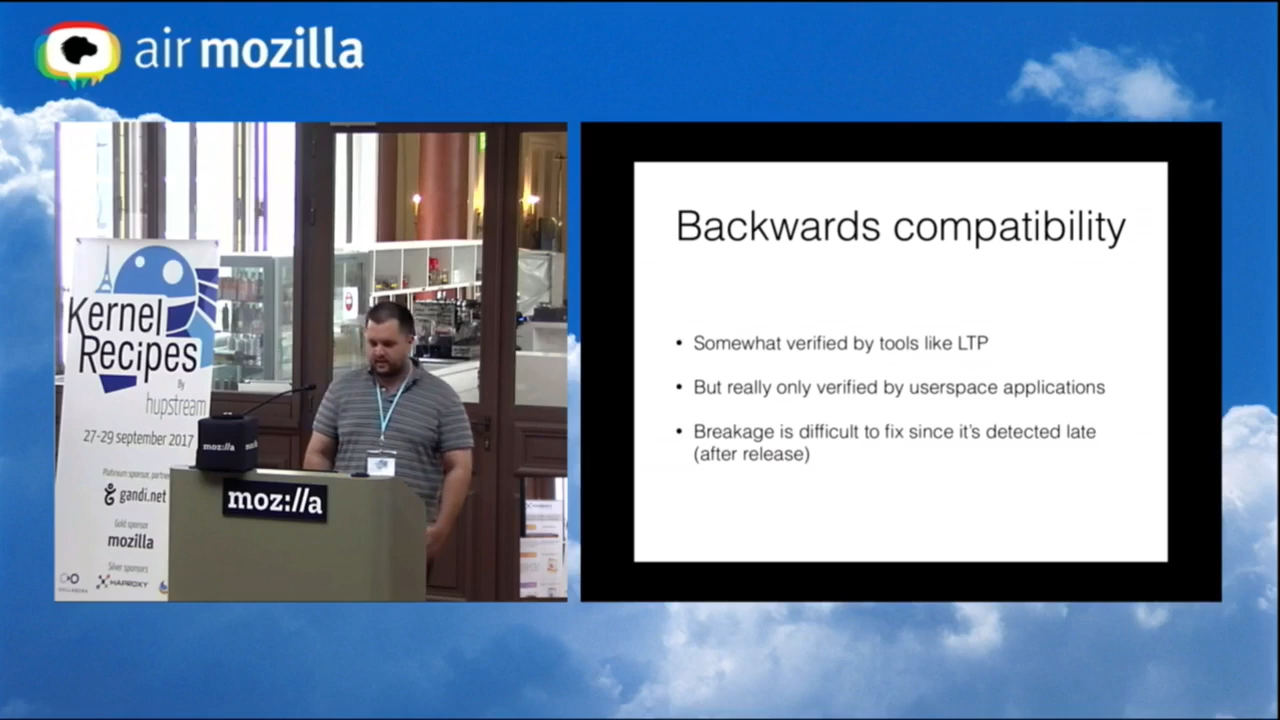 air mozilla
Kernel
Recipes
By
hupstream
27-29 september 2017
Platinum sponsor, partner
gandi.net
Gold sponsor
mozilla
Silver sponsors
COLLABORA
HAPROXY
moz://a
moz://a
Backwards compatibility
• Somewhat verified by tools like LTP
• But really only verified by userspace applications
• Breakage is difficult to fix since it's detected late
(after release)